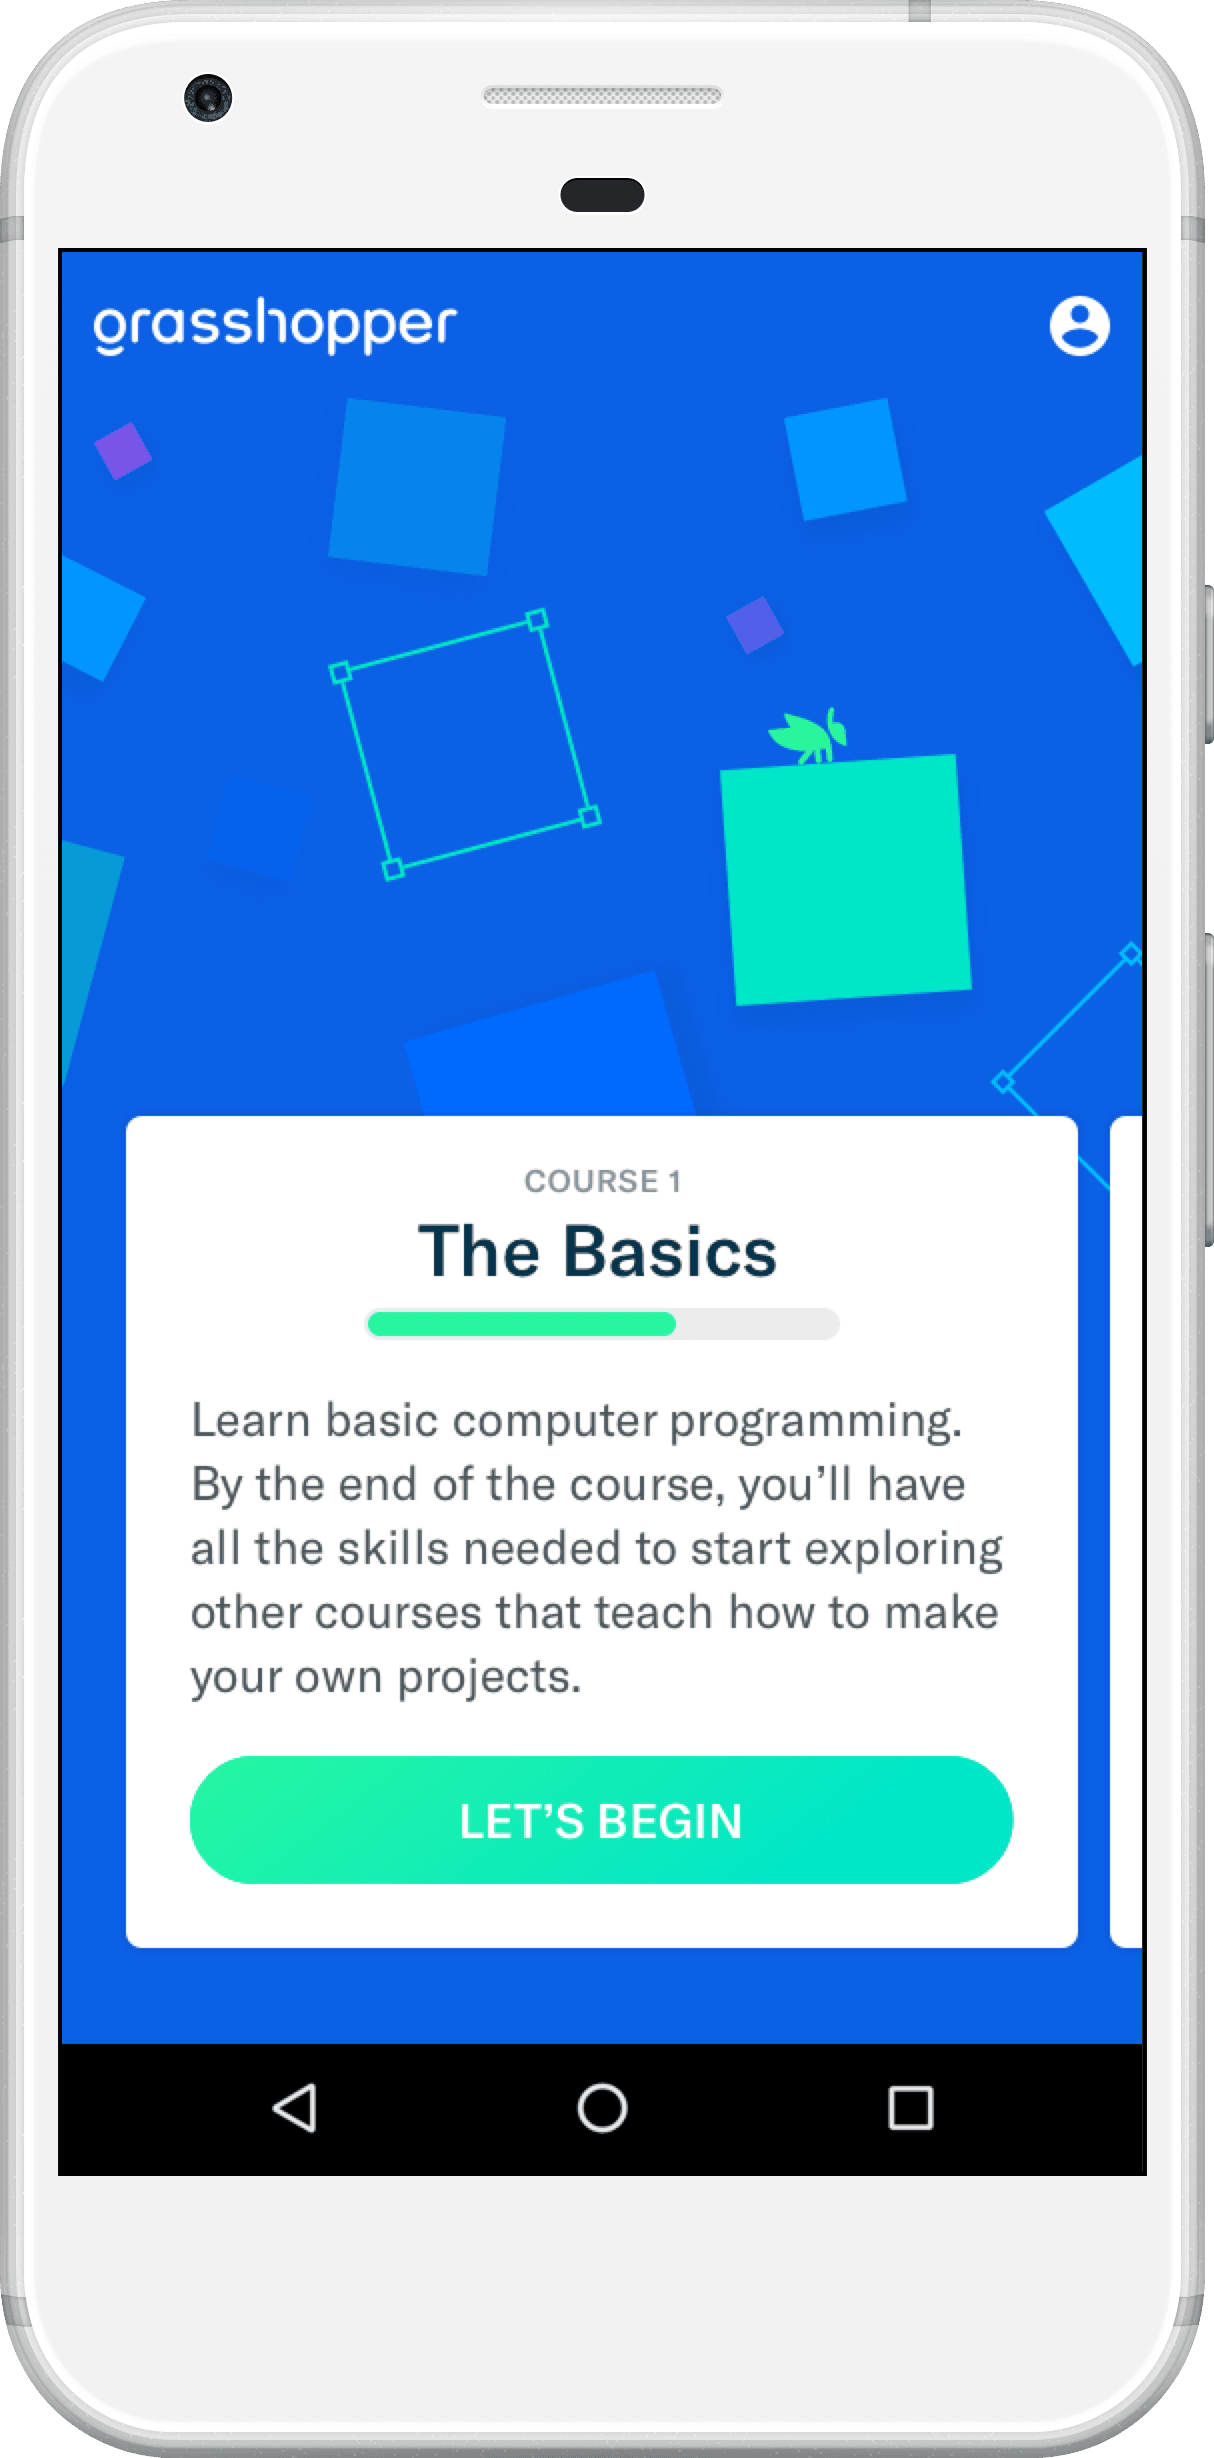 grasshopper
COURSE 1
The Basics
Learn basic computer programming.
By the end of the course, you’ll have
all the skills needed to start exploring
other courses that teach how to make
your own projects.
LET’S BEGIN